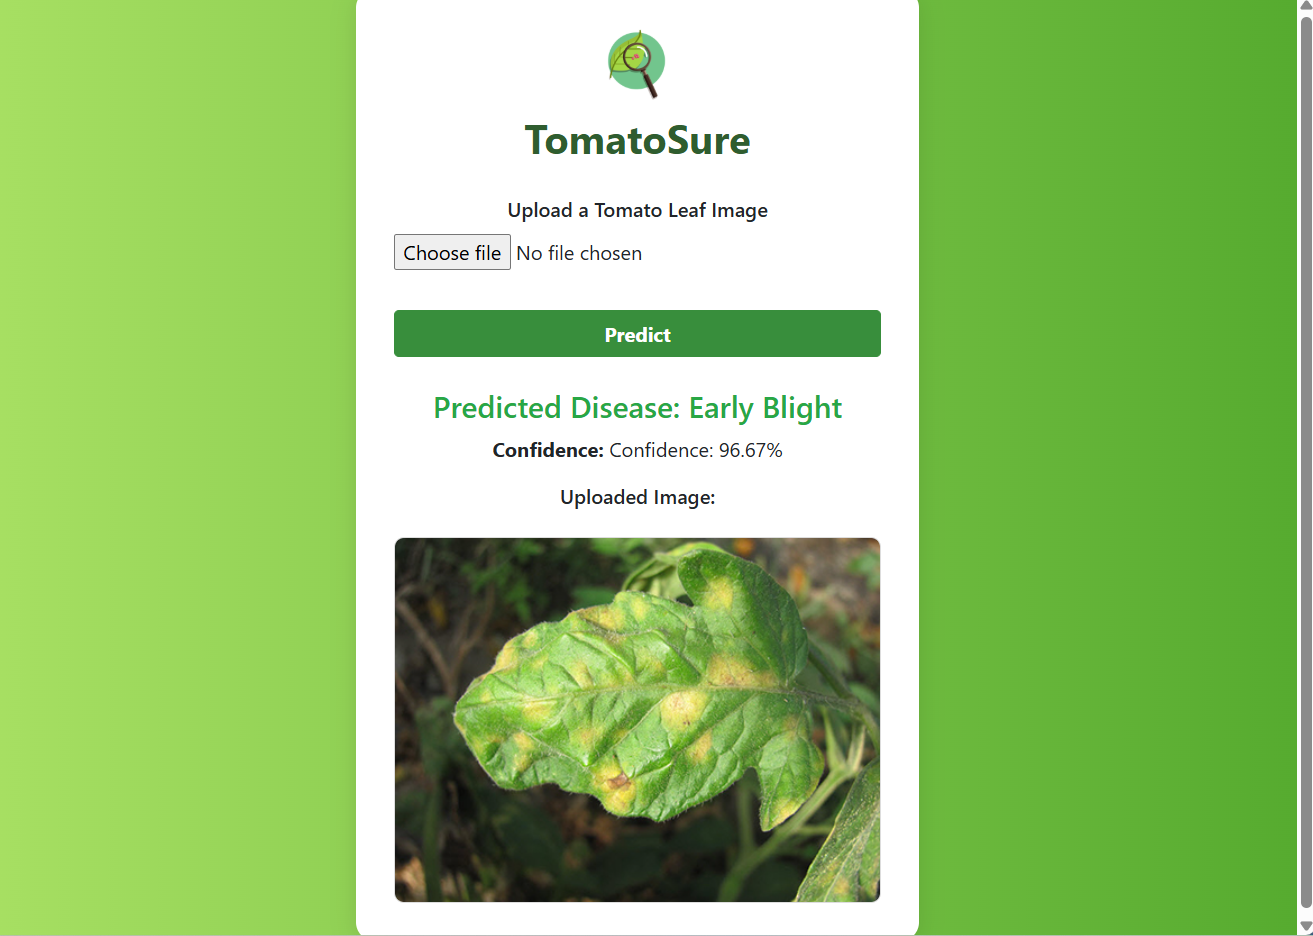 TomatoSure
Upload a Tomato Leaf Image
Choose file No file chosen
Predict
Predicted Disease: Early Blight
Confidence: Confidence: 96.67%
Uploaded Image: